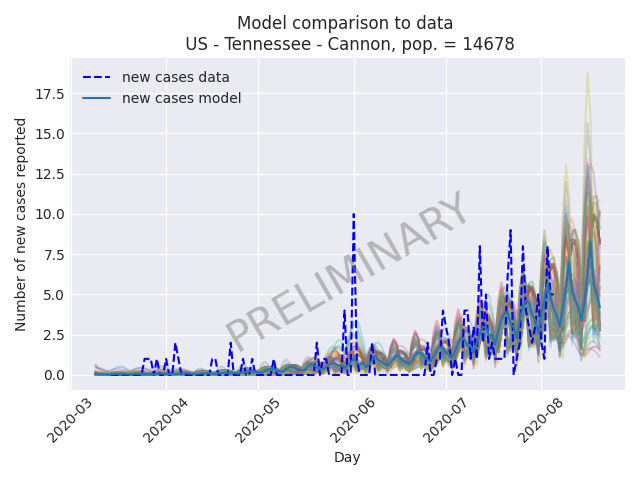 Model comparison to data
US - Tennessee - Cannon, pop. = 14678
new cases data
new cases model
Number of new cases reported
17.5
15.0
12.5
10.0
7.5
5.0
2.5
0.0
PRELIMINARY
2020-03
2020-04
2020-05
2020-06
2020-07
2020-08
Day